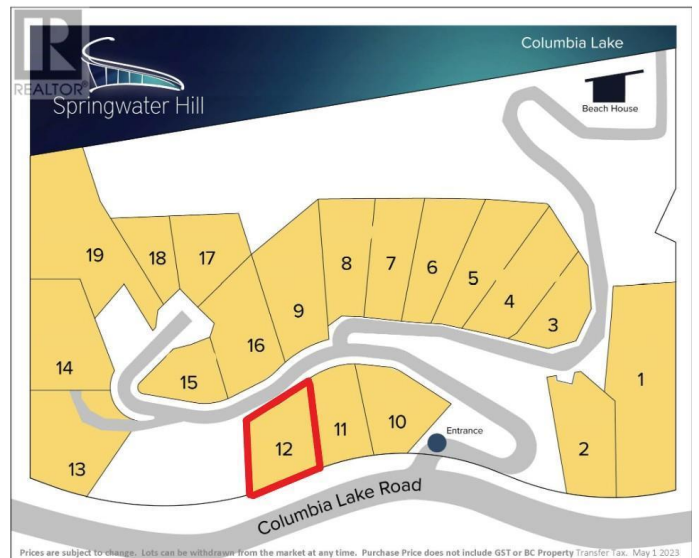 R
REALTOR®
Springwater Hill
Columbia Lake
Beach House
19
18
17
8
7
6
5
4
3
9
16
14
15
1
12
11
10
Entrance
2
13
Columbia Lake Road
Prices are subject to change. Lots can be withdrawn from the market at any time. Purchase Price does not include GST or BC Property Transfer Tax. May 1 2023